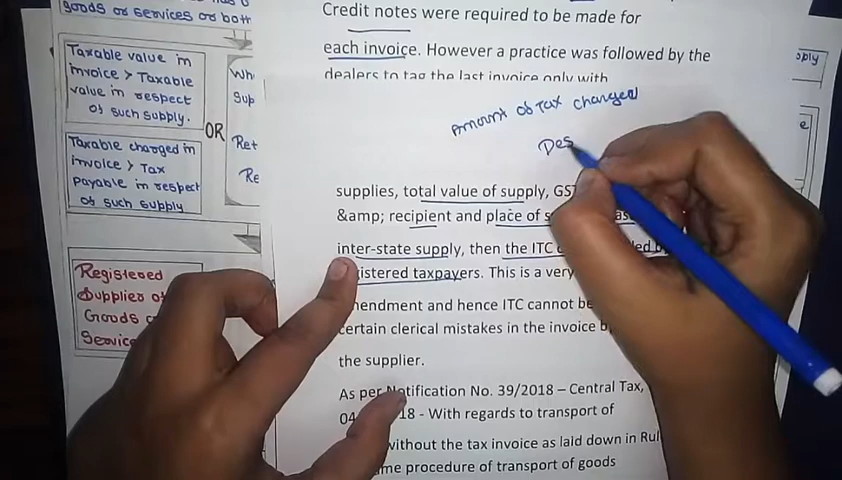 goods or services or both
Taxable value in
invoice > Taxable
value in respect
of such supply.
Taxable charged in
invoice > Tax
payable in respect
of such supply
OR
Sup
Ret
Registered
Supplies of
Goods
Service
Credit notes were required to be made for
each invoice. However a practice was followed by the
dealers to tag the last invoice only with
Amount of Tax charged
Des
supplies, total value of supply, GST
&amp; recipient and place of
inter-state supply, then the ITC
registered taxpayers. This is a very
amendment and hence ITC cannot be
certain clerical mistakes in the invoice
the supplier.
As per Notification No. 39/2018 – Central Tax,
18 - With regards to transport of
without the tax invoice as laid down in Rul
me procedure of transport of goods